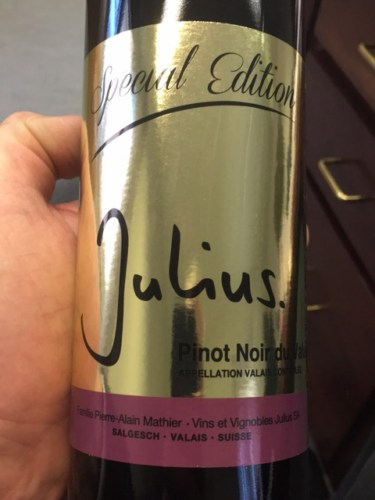 Special Edition
Julius.
Pinot Noir du
APPELLATION VALAIS
Pierre-Alain Mathier - Vins et Vignobles Julius SA
SALGESCH - VALAIS - SUISSE